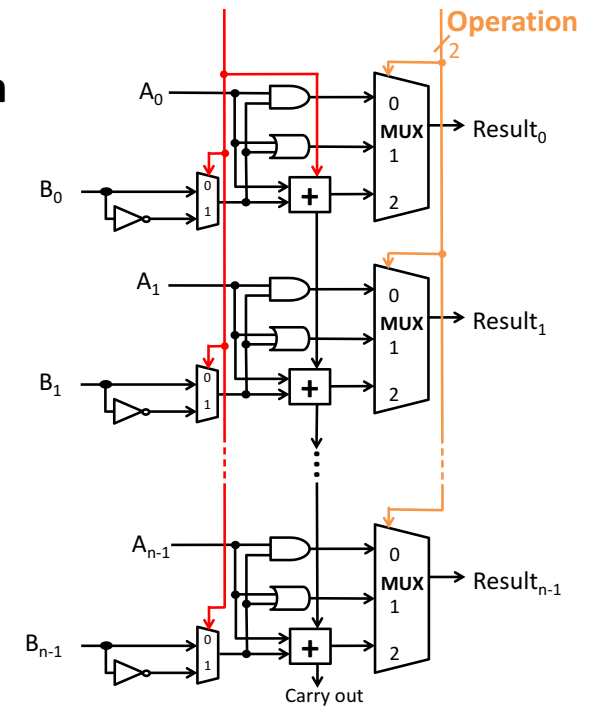 Operation
2
n
A0
0
MUX
1
2
Result0
B0
0
1
+
A1
0
MUX
1
2
Result1
B1
0
1
+
An-1
0
MUX
1
2
Resultn-1
Bn-1
0
1
+
Carry out